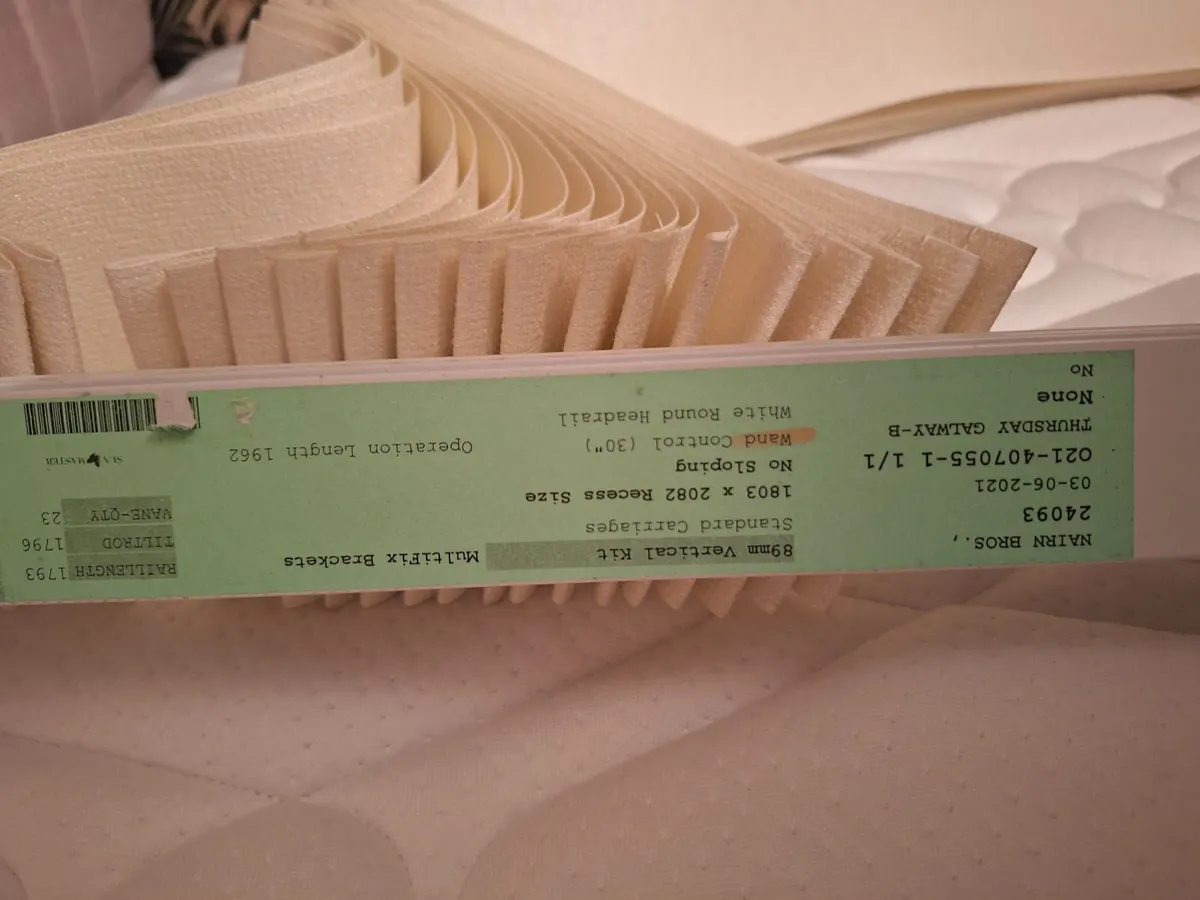 NAIRN BROS.,
24093
03-06-2021
O21-407055-1 1/1
THURSDAY GALWAY-B
None
No
89mm Vertical Kit MultiFix Brackets
Standard Carriages
1803 x 2082 Recess Size
No Sloping
Wand Control (30")
White Round Headrail
Operation Length 1962
RAILLENGTH 1793
TILTROD 1796
VANE-QTY 23
MASTER